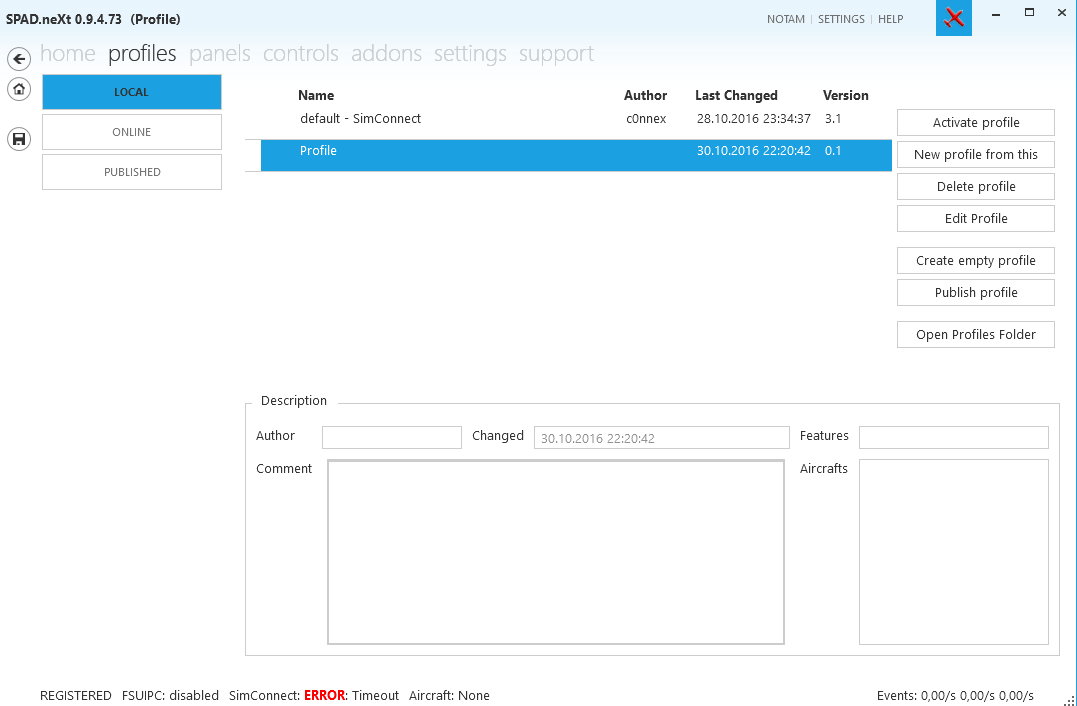 SPAD.neXt 0.9.4.73 (Profile)
NOTAM | SETTINGS | HELP
home profiles panels controls addons settings support
LOCAL
ONLINE
PUBLISHED
Name Author Last Changed Version
default - SimConnect c0nnex 28.10.2016 23:34:37 3.1
Profile 30.10.2016 22:20:42 0.1
Activate profile
New profile from this
Delete profile
Edit Profile
Create empty profile
Publish profile
Open Profiles Folder
Description
Author Changed 30.10.2016 22:20:42 Features
Comment Aircrafts
REGISTERED FSUIPC: disabled SimConnect: ERROR: Timeout Aircraft: None Events: 0,00/s 0,00/s 0,00/s